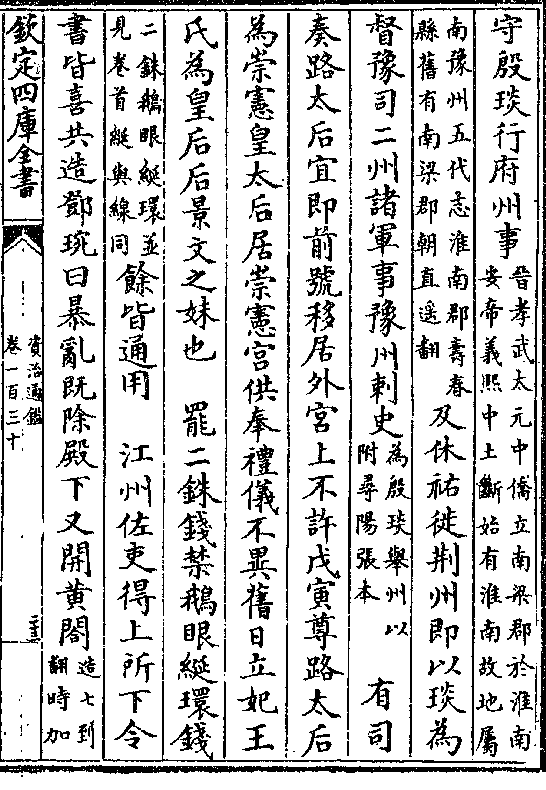 守殷琰行府州事晉孝武太元中僑立南梁郡於淮南安帝義熙中土斷始有淮南故地屬
南豫州五代志淮南郡壽春縣舊有南梁郡朝直遥翻及休祐徙荆州即以琰為
督豫司二州諸軍事豫州刺史為殷琰舉州以附尋陽張本有司
奏路太后宜即前號移居外宮上不許戊寅尊路太后
為崇憲皇太后居崇憲宮供奉禮儀不異舊日立妃王
氏為皇后后景文之妹也罷二銖錢禁鵝眼綖環錢
二銖鵝眼綖環並見卷首綖與線同餘皆通用江州佐吏得上所下令
書皆喜共造鄧琬曰暴亂既除殿下又開黄閤造七到翻時加
欽定四庫全書
資治通鑑
卷一百三十